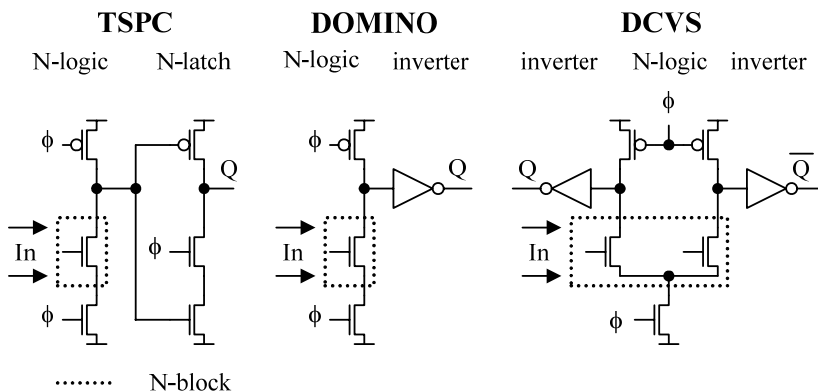 TSPC DOMINO DCVS
N-logic N-latch N-logic inverter inverter N-logic inverter
ϕ
ϕ ϕ
Q Q Q Q̅
In ϕ In In
ϕ ϕ ϕ
N-block